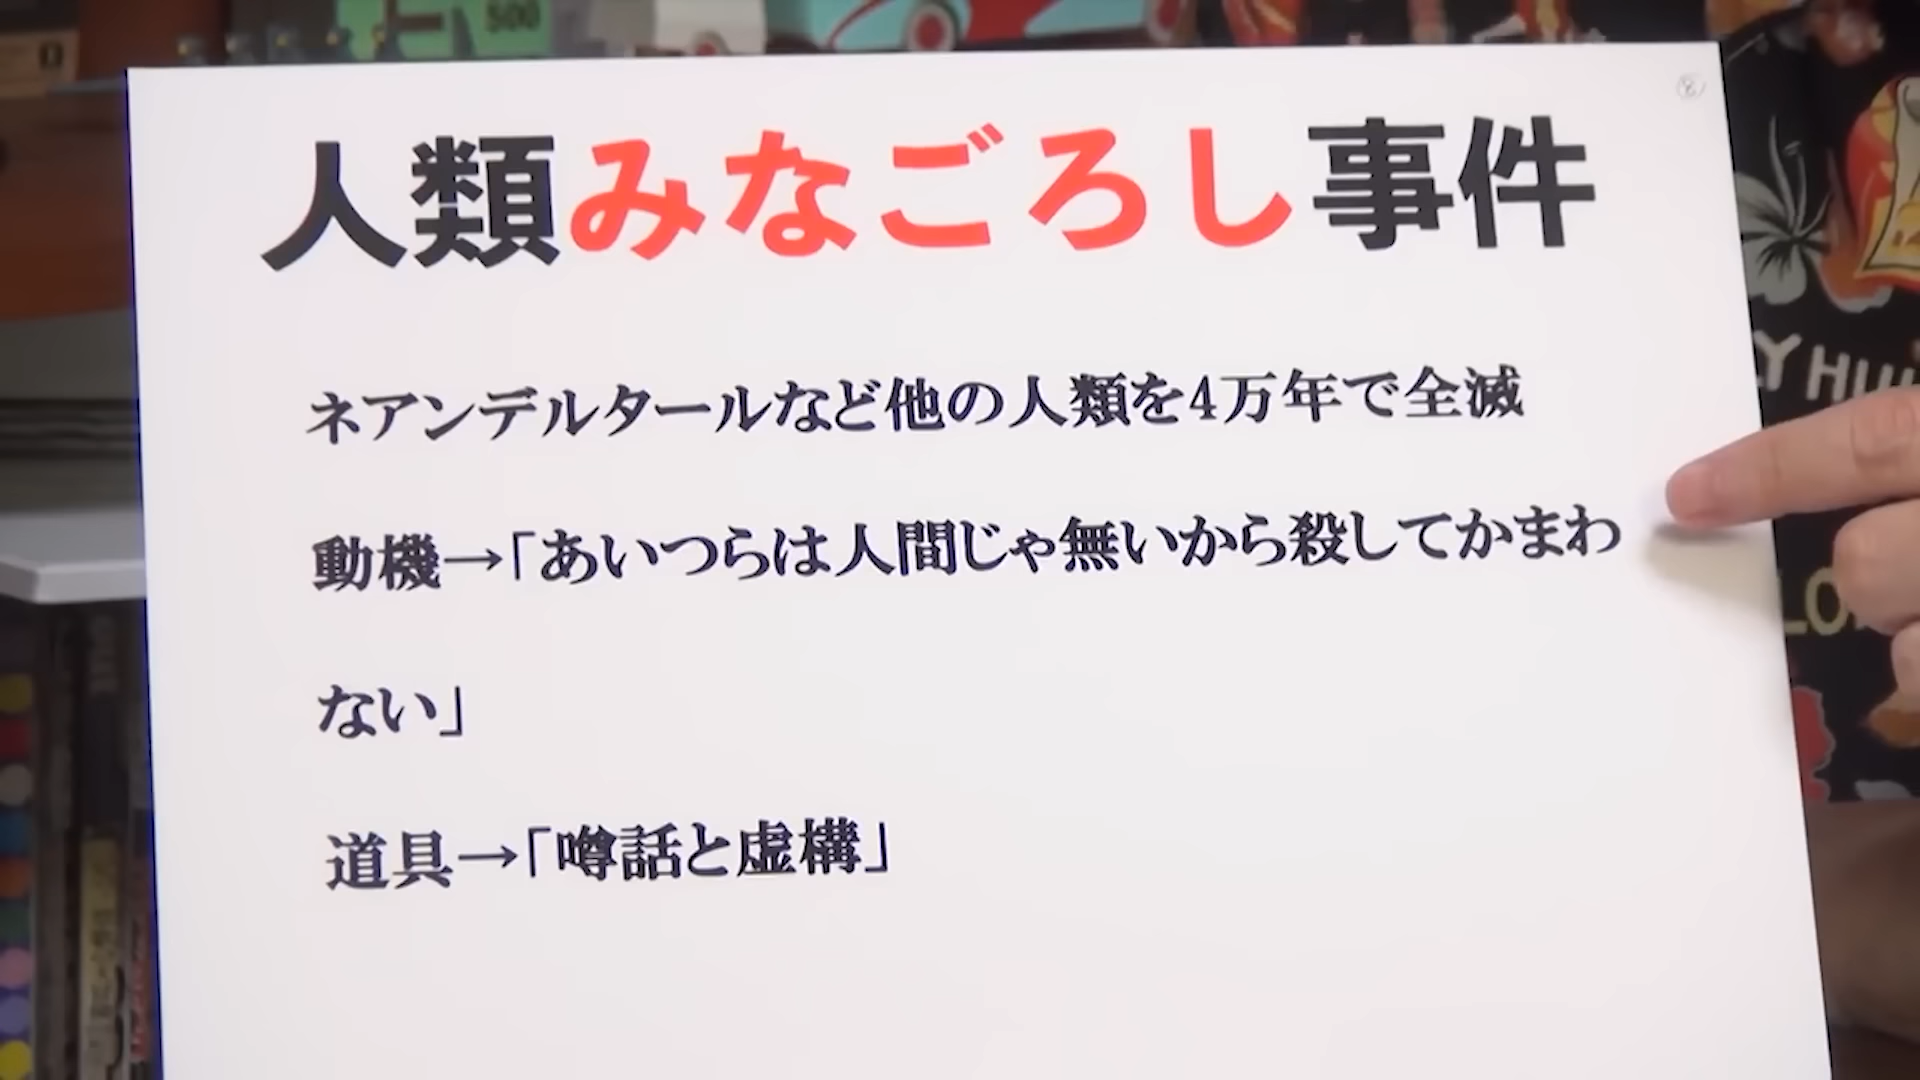 500
⑧
人類みなごろし事件
ネアンデルタールなど他の人類を4万年で全滅
動機→「あいつらは人間じゃ無いから殺してかまわ
ない」
道具→「噂話と虚構」